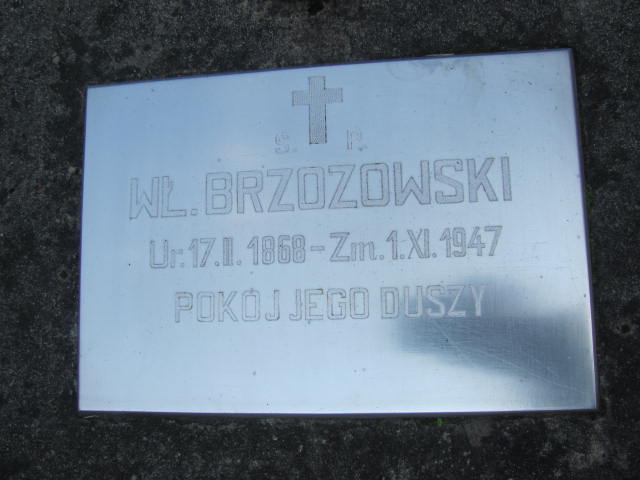 Ś. P.
WŁ. BRZOZOWSKI
Ur. 17. II. 1868 - Zm. 1. XI. 1947
POKÓJ JEGO DUSZY